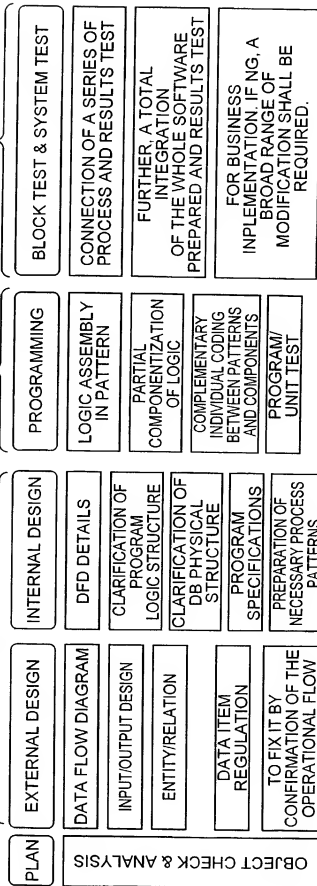 PLAN
OBJECT CHECK & ANALYSIS
EXTERNAL DESIGN
DATA FLOW DIAGRAM
INPUT/OUTPUT DESIGN
ENTITY/RELATION
DATA ITEM
REGULATION
TO FIX IT BY
CONFIRMATION OF THE
OPERATIONAL FLOW
INTERNAL DESIGN
DFD DETAILS
CLARIFICATION OF
PROGRAM
LOGIC STRUCTURE
CLARIFICATION OF
DB PHYSICAL
STRUCTURE
PROGRAM
SPECIFICATIONS
PREPARATION OF
NECESSARY PROCESS
PATTERNS
PROGRAMMING
LOGIC ASSEMBLY
IN PATTERN
PARTIAL
COMPONENTIZATION
OF LOGIC
COMPLEMENTARY
INDIVIDUAL CODING
BETWEEN PATTERNS
AND COMPONENTS
PROGRAM/
UNIT TEST
BLOCK TEST & SYSTEM TEST
CONNECTION OF A SERIES OF
PROCESS AND RESULTS TEST
FURTHER, A TOTAL
INTEGRATION
OF THE WHOLE SOFTWARE
PREPARED AND RESULTS TEST
FOR BUSINESS
INPLEMENTATION. IF NG, A
BROAD RANGE OF
MODIFICATION SHALL BE
REQUIRED.